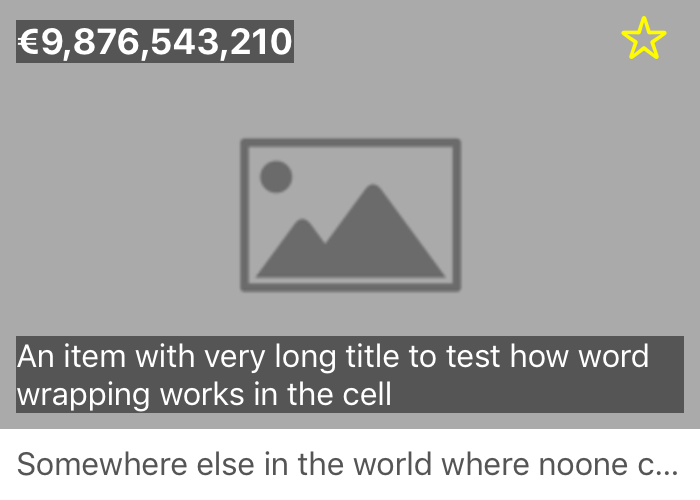 €9,876,543,210
An item with very long title to test how word
wrapping works in the cell
Somewhere else in the world where noone c...